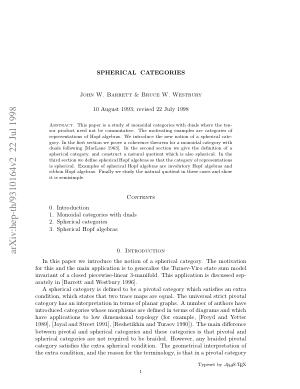 SPHERICAL CATEGORIES
JOHN W. BARRETT & BRUCE W. WESTBURY
10 August 1993; revised 22 July 1998
ABSTRACT. This paper is a study of monoidal categories with duals where the ten-
sor product need not be commutative. The motivating examples are categories of
representations of Hopf algebras. We introduce the new notion of a spherical cate-
gory. In the first section we prove a coherence theorem for a monoidal category with
duals following [MacLane 1963]. In the second section we give the definition of a
spherical category, and construct a natural quotient which is also spherical. In the
third section we define spherical Hopf algebras so that the category of representations
is spherical. Examples of spherical Hopf algebras are involutory Hopf algebras and
ribbon Hopf algebras. Finally we study the natural quotient in these cases and show
it is semisimple.
CONTENTS
0. Introduction
1. Monoidal categories with duals
2. Spherical categories
3. Spherical Hopf algebras
0. INTRODUCTION
In this paper we introduce the notion of a spherical category. The motivation
for this and the main application is to generalise the Turaev-Viro state sum model
invariant of a closed piecewise-linear 3-manifold. This application is discussed sep-
arately in [Barrett and Westbury 1996].
A spherical category is defined to be a pivotal category which satisfies an extra
condition, which states that two trace maps are equal. The universal strict pivotal
category has an interpretation in terms of planar graphs. A number of authors have
introduced categories whose morphisms are defined in terms of diagrams and which
have applications to low dimensional topology (for example, [Freyd and Yetter
1989], [Joyal and Street 1991], [Reshetikhin and Turaev 1990]). The main difference
between pivotal and spherical categories and these categories is that pivotal and
spherical categories are not required to be braided. However, any braided pivotal
category satisfies the extra spherical condition. The geometrical interpretation of
the extra condition, and the reason for the terminology, is that in a pivotal category
Typeset by AMS-TEX
1
arXiv:hep-th/9310164v2 22 Jul 1998